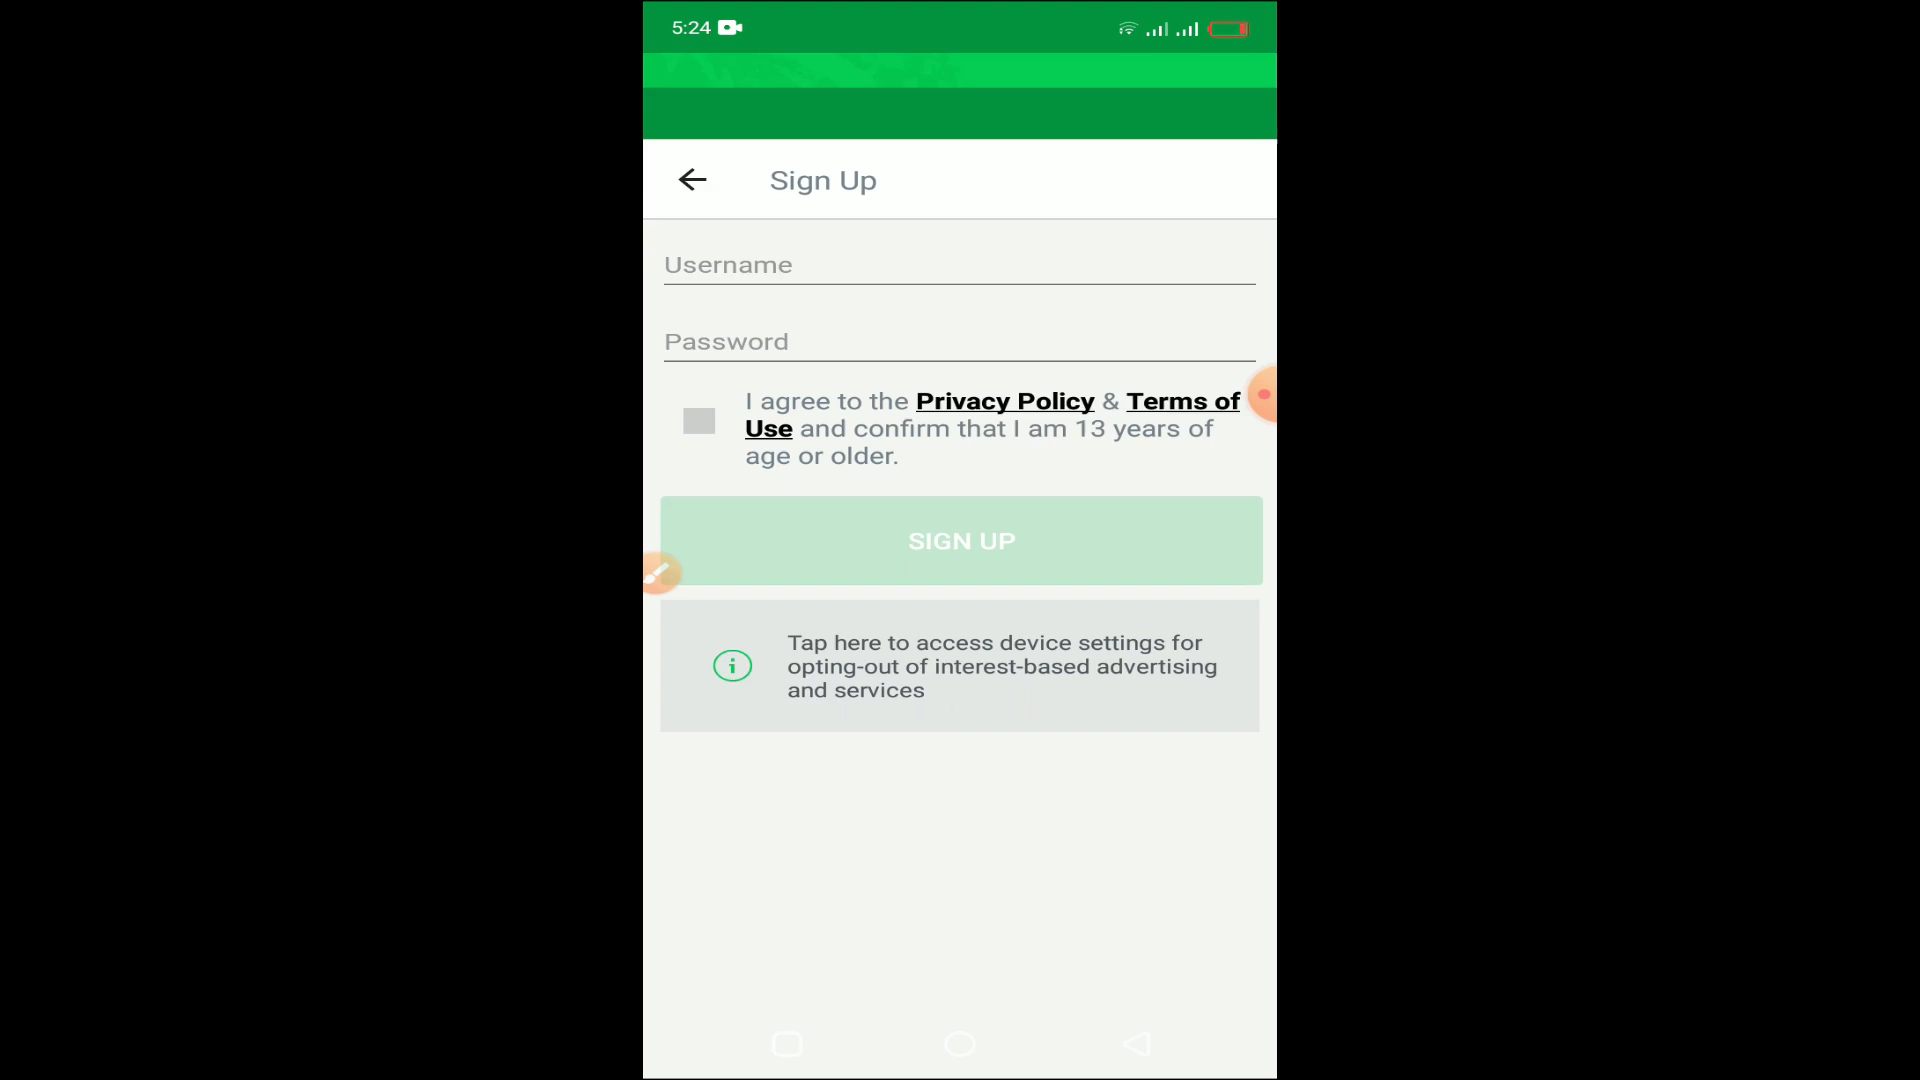 5:24
Sign Up
Username
Password
I agree to the Privacy Policy & Terms of
Use and confirm that I am 13 years of
age or older.
SIGN UP
Tap here to access device settings for
opting-out of interest-based advertising
and services